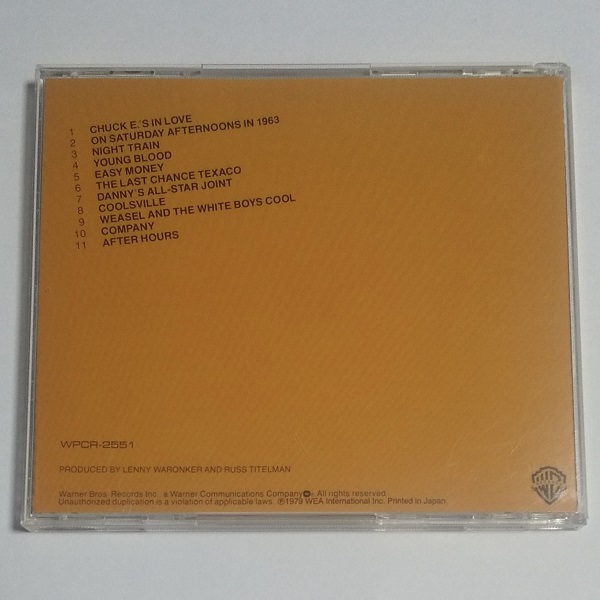 1 CHUCK E.'S IN LOVE
2 ON SATURDAY AFTERNOONS IN 1963
3 NIGHT TRAIN
4 YOUNG BLOOD
5 EASY MONEY
6 THE LAST CHANCE TEXACO
7 DANNY'S ALL-STAR JOINT
8 COOLSVILLE
9 WEASEL AND THE WHITE BOYS COOL
10 COMPANY
11 AFTER HOURS
WPCR-2551
PRODUCED BY LENNY WARONKER AND RUSS TITELMAN
Warner Bros. Records Inc., a Warner Communications Company. All rights reserved.
Unauthorized duplication is a violation of applicable laws. ℗1979 WEA International Inc. Printed in Japan.